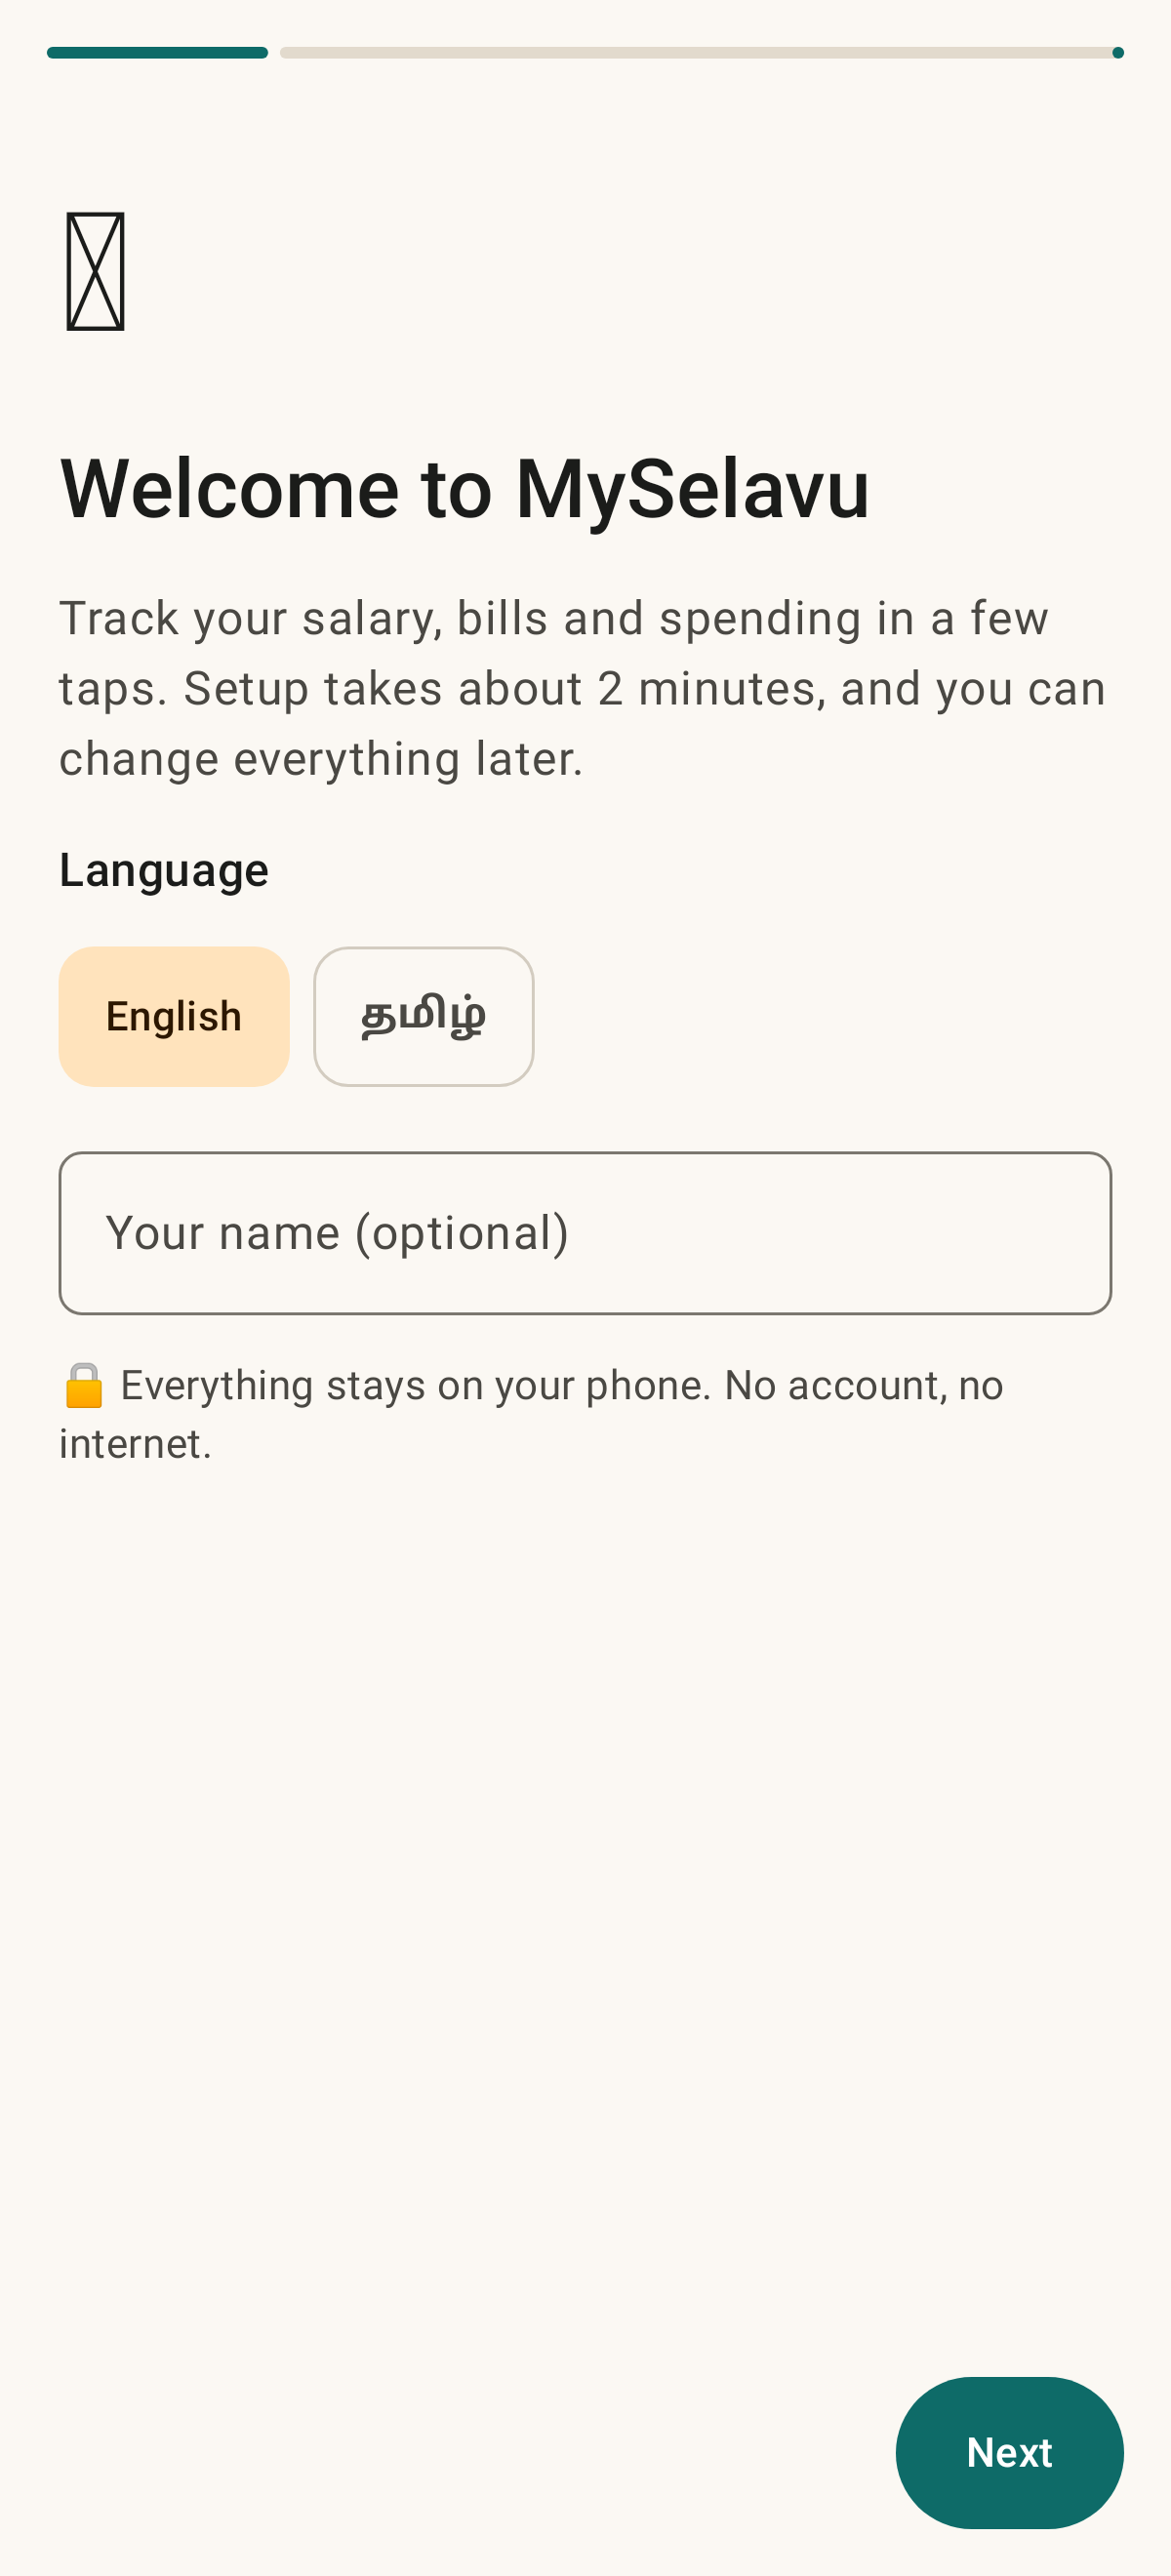 Welcome to MySelavu
Track your salary, bills and spending in a few
taps. Setup takes about 2 minutes, and you can
change everything later.
Language
English
தமிழ்
Your name (optional)
🔒 Everything stays on your phone. No account, no
internet.
Next